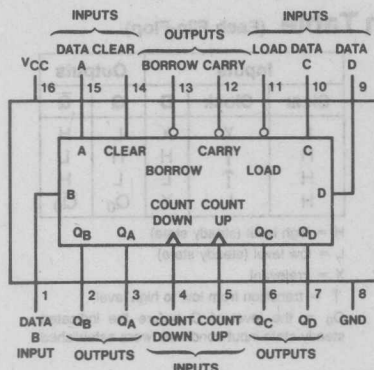 INPUTS INPUTS
OUTPUTS
DATA CLEAR BORROW CARRY LOAD DATA DATA
VCC A C D
16 15 14 13 12 11 10 9
A CLEAR CARRY C
BORROW LOAD
B D
COUNT COUNT
DOWN UP
QB QA QC QD
1 2 3 4 5 6 7 8
DATA QB QA COUNT COUNT QC QD GND
B DOWN UP
INPUT OUTPUTS OUTPUTS
INPUTS